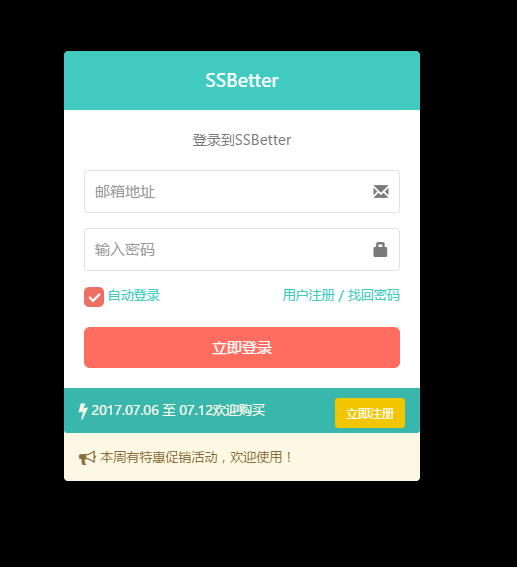 SSBetter
登录到SSBetter
邮箱地址
输入密码
自动登录 用户注册 / 找回密码
立即登录
2017.07.06 至 07.12欢迎购买 立即注册
本周有特惠促销活动，欢迎使用！